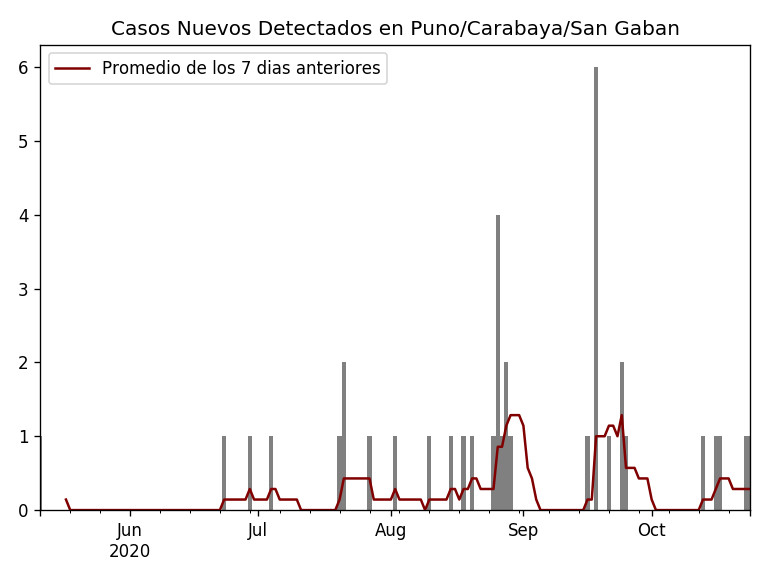 Casos Nuevos Detectados en Puno/Carabaya/San Gaban
Promedio de los 7 dias anteriores
6
5
4
3
2
1
0
Jun Jul Aug Sep Oct
2020